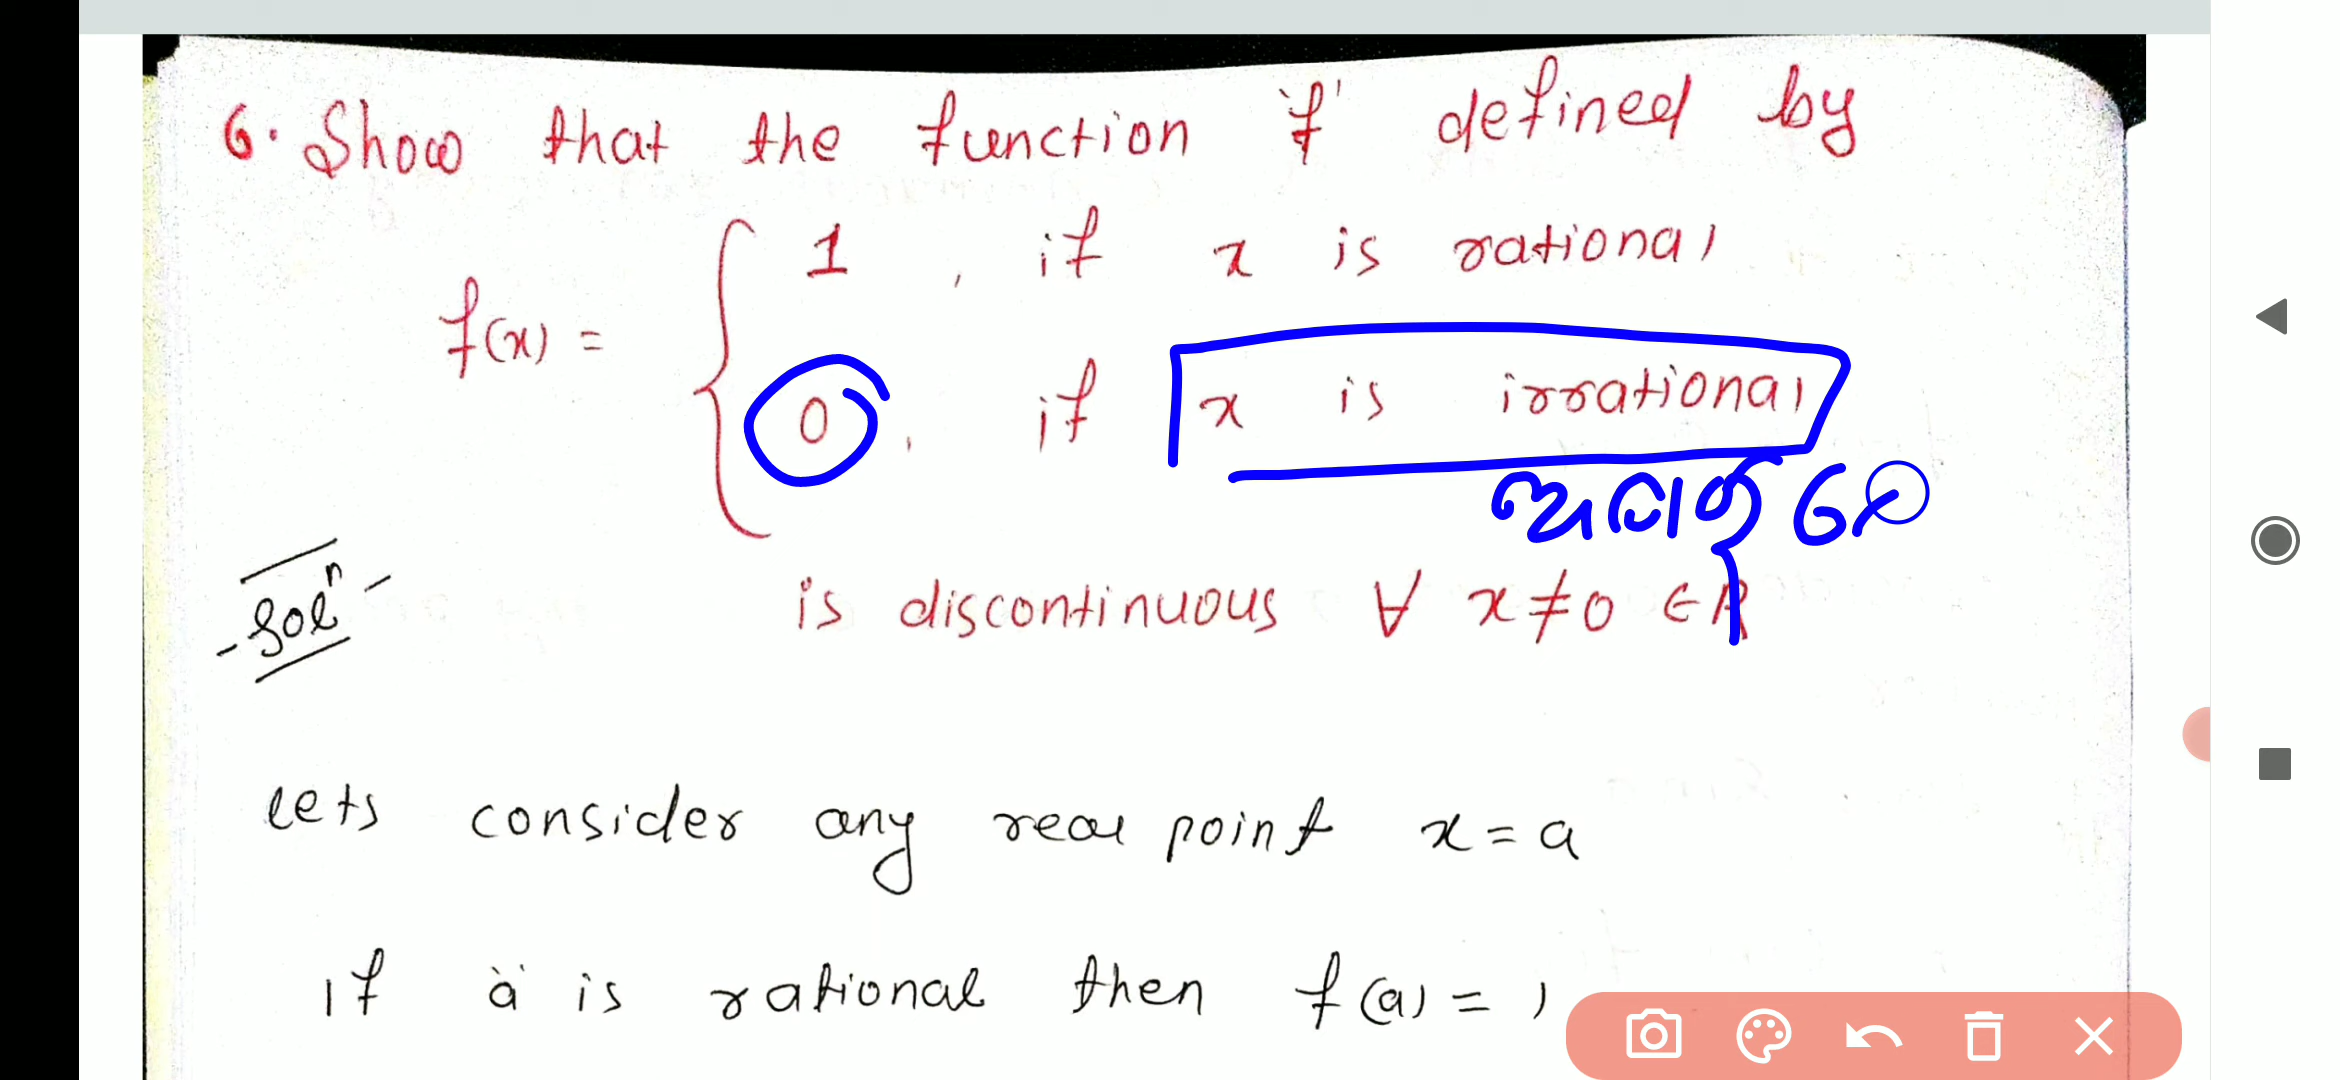 6. Show that the function 'f' defined by
f(x) = { 1 , if x is rational
0 , if x is irrational
is discontinuous ∀ x≠0 ∈ R
- Solⁿ -
lets consider any real point x = a
If 'a' is rational then f(a) = 1